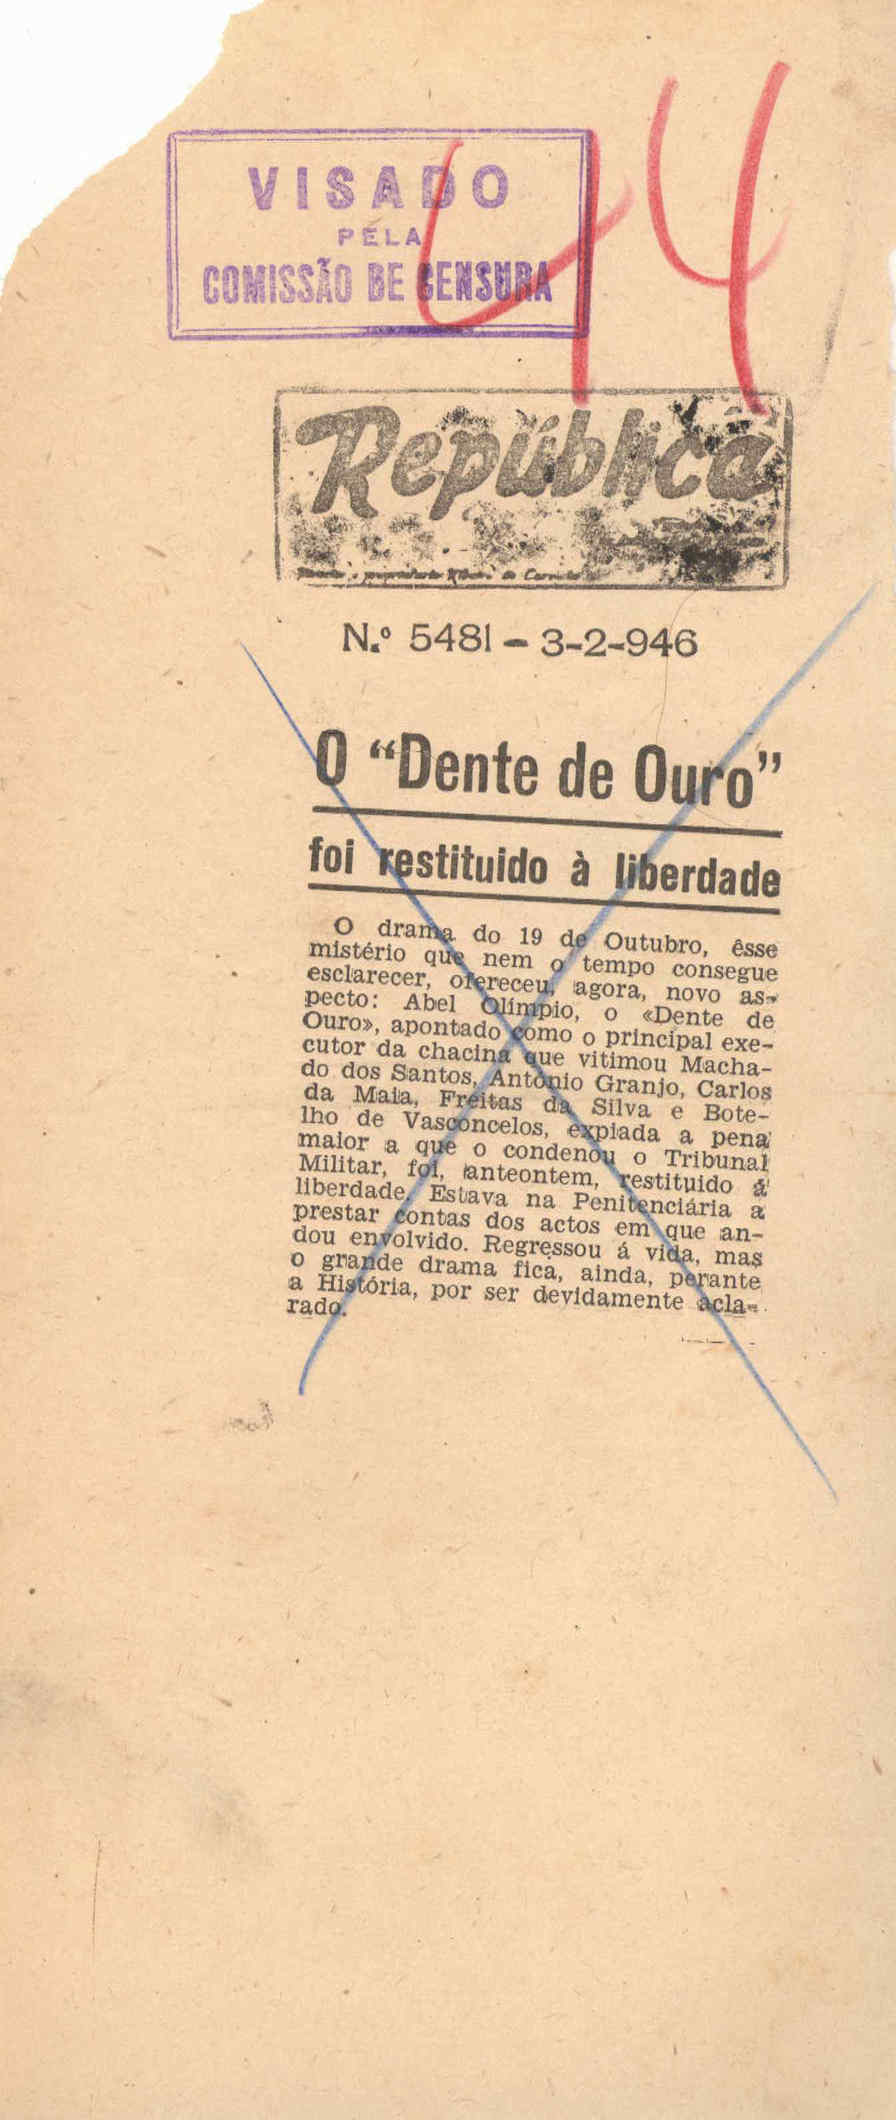 44
VISADO
PELA
COMISSÃO DE CENSURA
República
N.º 5481 - 3-2-946
O “Dente de Ouro”
foi restituido à liberdade
O drama do 19 de Outubro, êsse
mistério que nem o tempo consegue
esclarecer, ofereceu, agora, novo as-
pecto: Abel Olímpio, o «Dente de
Ouro», apontado como o principal exe-
cutor da chacina que vitimou Macha-
do dos Santos, António Granjo, Carlos
da Maia, Freitas da Silva e Bote-
lho de Vasconcelos, expiada a pena
maior a que o condenou o Tribunal
Militar, foi, anteontem, restituido á
liberdade. Estava na Penitenciária a
prestar contas dos actos em que an-
dou envolvido. Regressou á vida, mas
o grande drama fica, ainda, perante
a História, por ser devidamente acla-
rado.